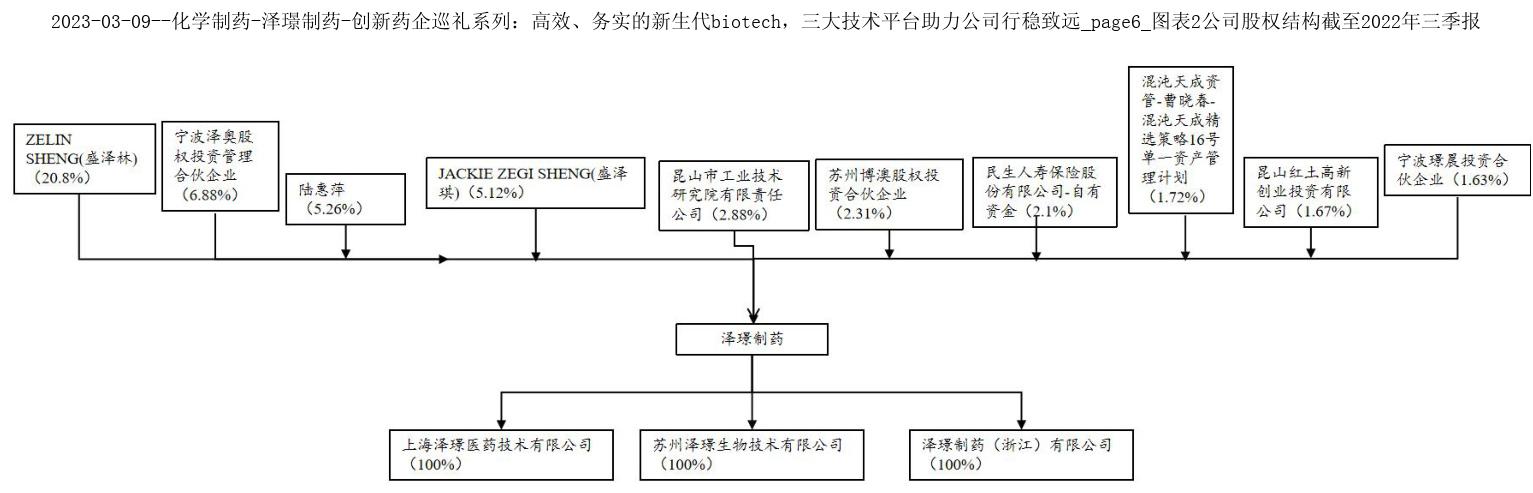 2023-03-09--化学制药-泽璟制药-创新药企巡礼系列：高效、务实的新生代biotech，三大技术平台助力公司行稳致远_page6_图表2公司股权结构截至2022年三季报
ZELIN
SHENG(盛泽林)
（20.8%）
宁波泽奥股
权投资管理
合伙企业
（6.88%）
陆惠萍
（5.26%）
JACKIE ZEGI SHENG(盛泽
琪）（5.12%）
昆山市工业技术
研究院有限责任
公司（2.88%）
苏州博澳股权投
资合伙企业
（2.31%）
民生人寿保险股
份有限公司-自有
资金（2.1%）
混沌天成资
管-曹晓春-
混沌天成精
选策略16号
单一资产管
理计划
（1.72%）
昆山红土高新
创业投资有限
公司（1.67%）
宁波璟晨投资合
伙企业（1.63%）
泽璟制药
上海泽璟医药技术有限公司
（100%）
苏州泽璟生物技术有限公司
（100%）
泽璟制药（浙江）有限公司
（100%）